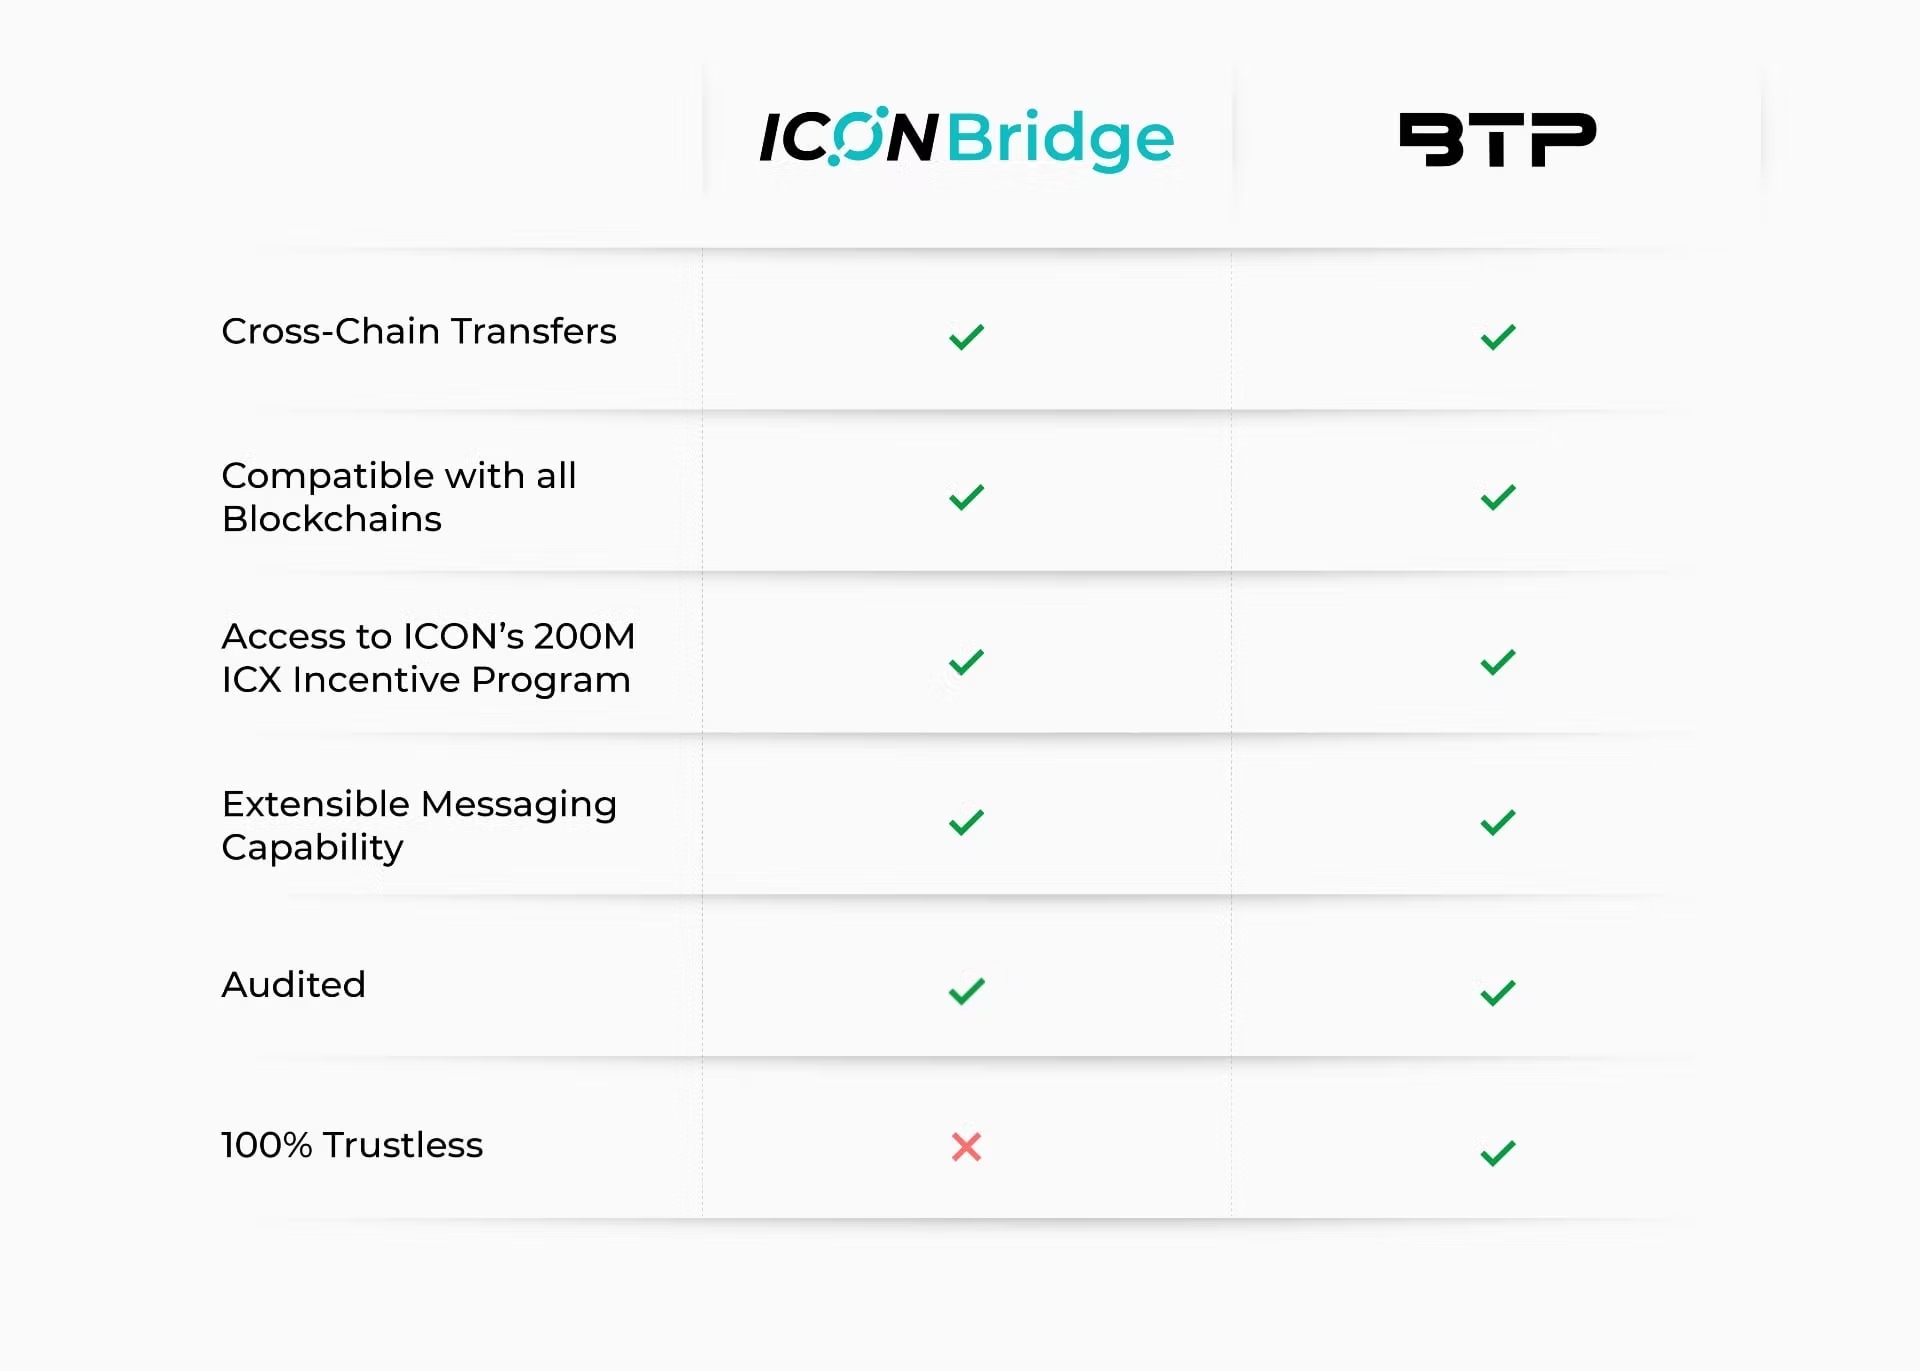 ICON Bridge
BTP
Cross-Chain Transfers
Compatible with all
Blockchains
Access to ICON’s 200M
ICX Incentive Program
Extensible Messaging
Capability
Audited
100% Trustless